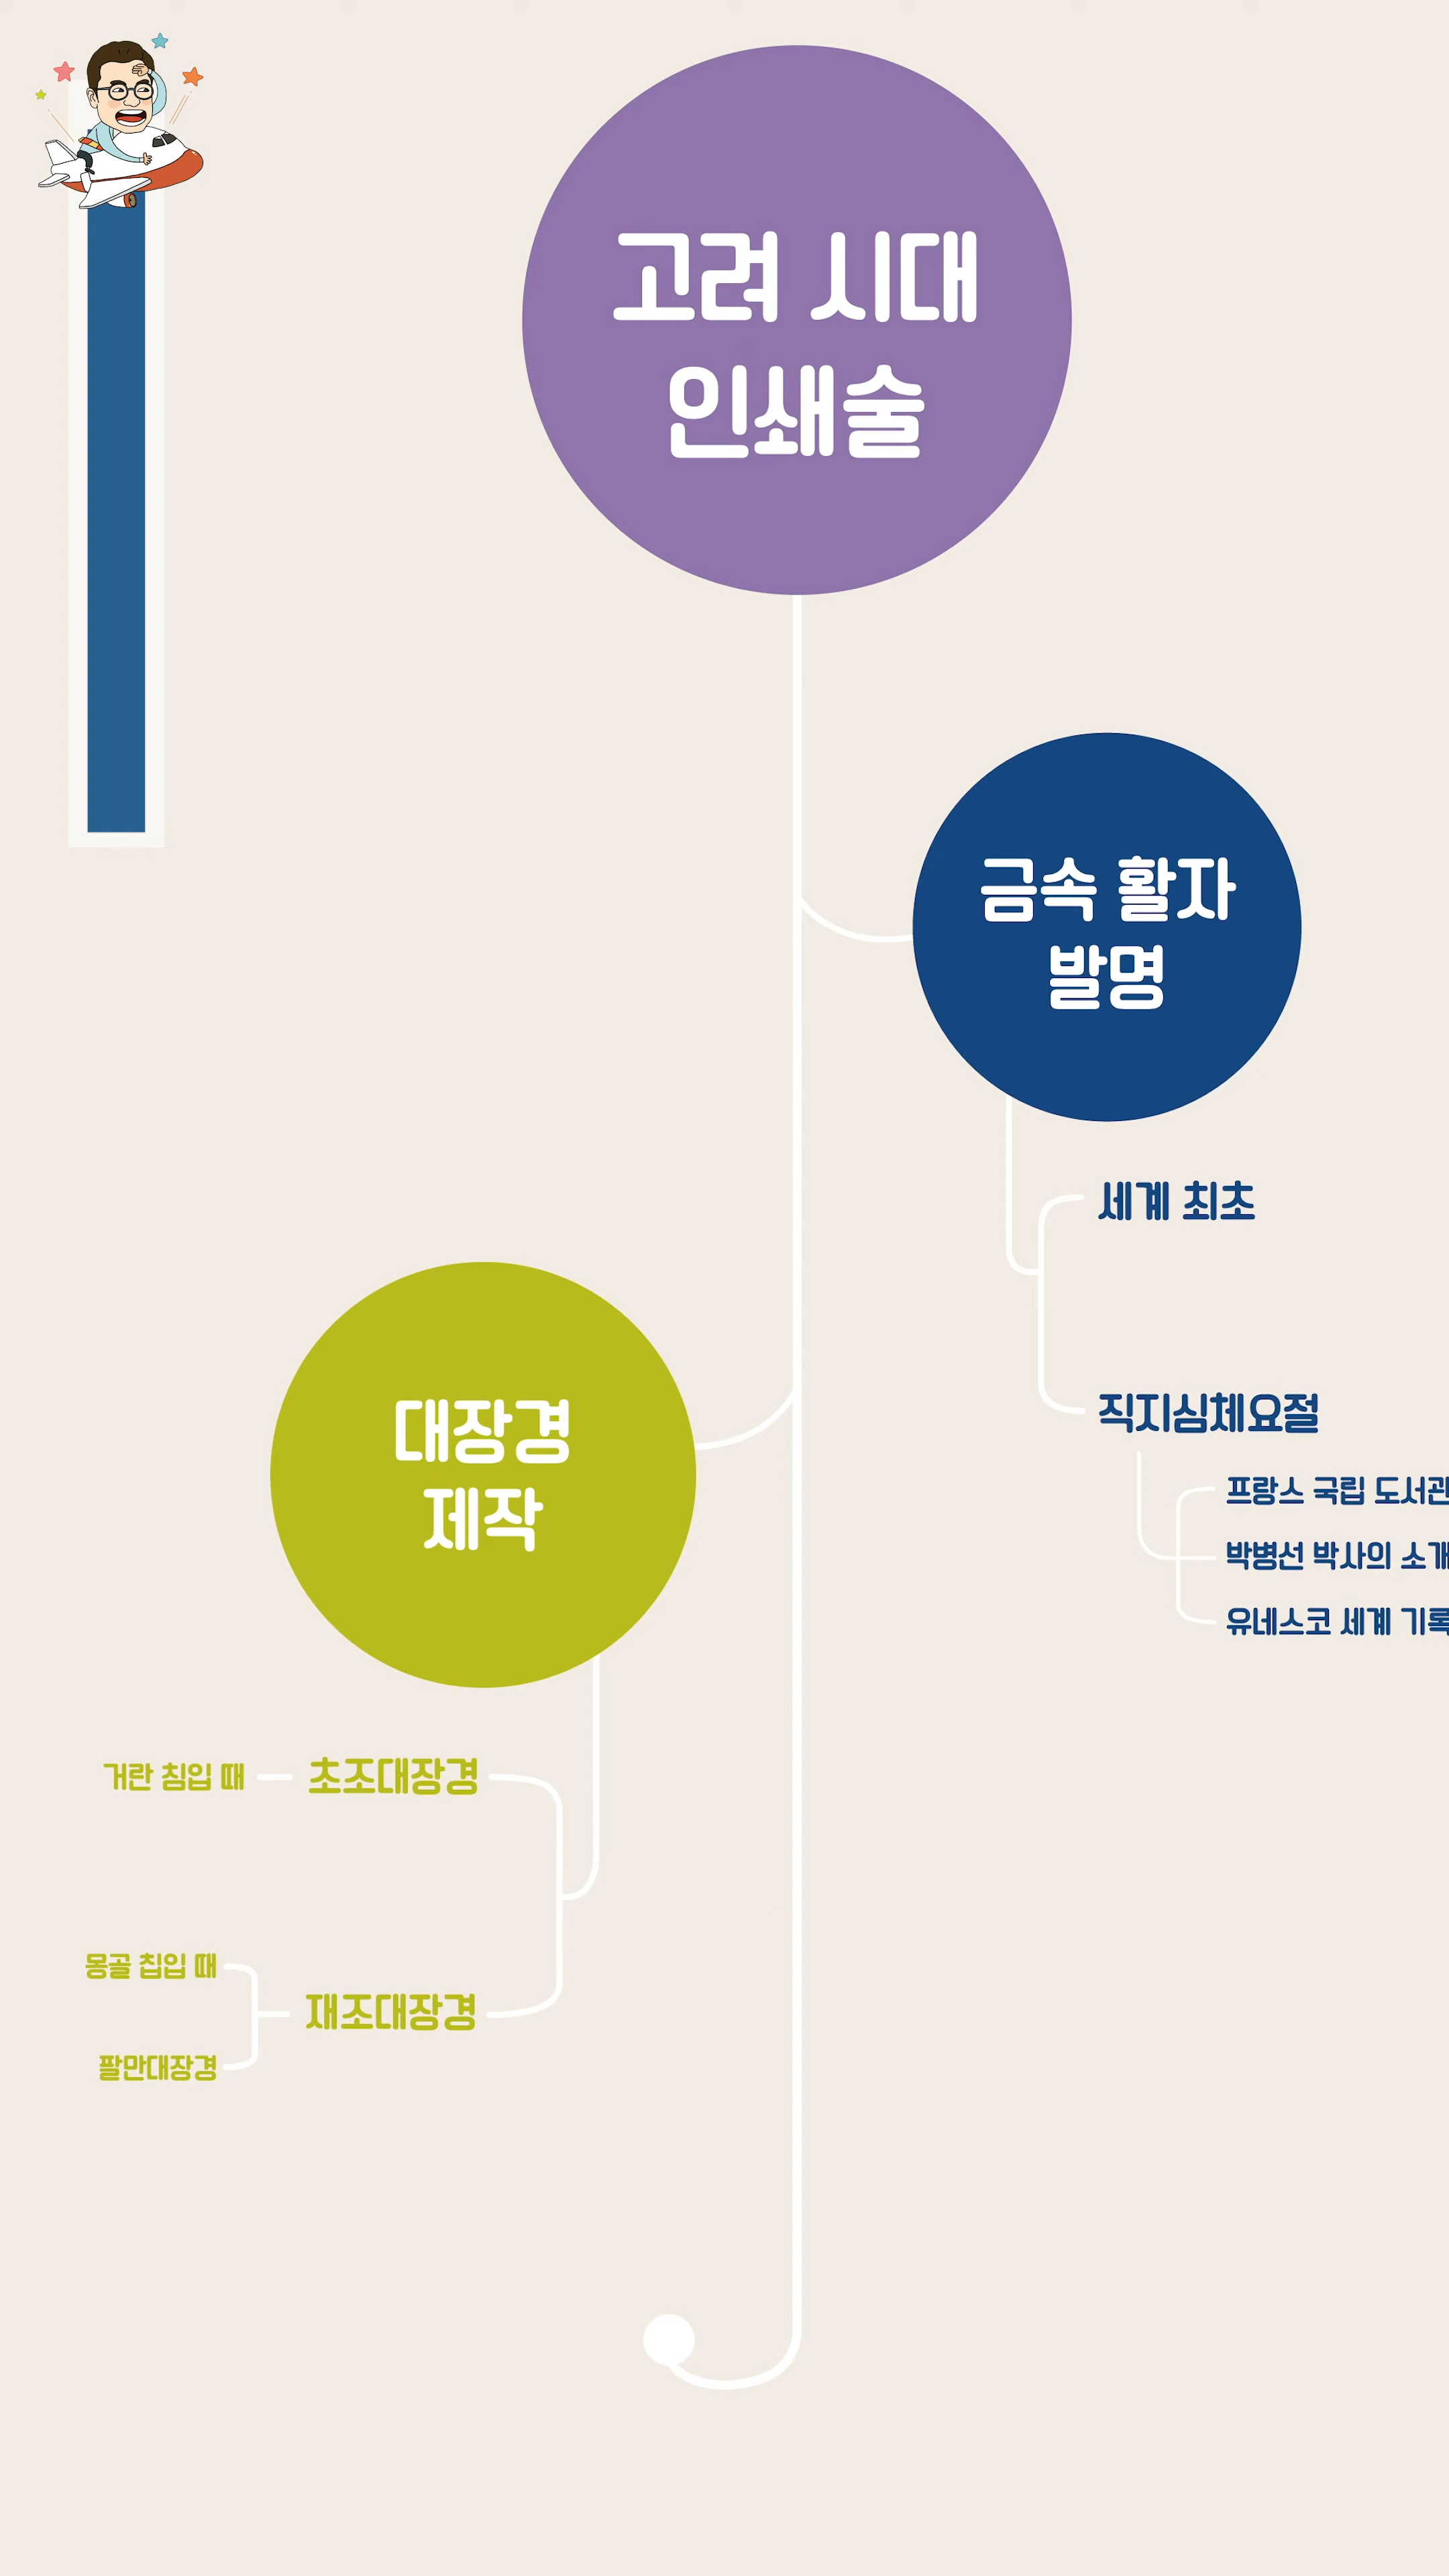 고려 시대
인쇄술
금속 활자
발명
세계 최초
직지심체요절
프랑스 국립 도서관
박병선 박사의 소개
유네스코 세계 기록
대장경
제작
거란 침입 때
초조대장경
몽골 칩입 때
재조대장경
팔만대장경